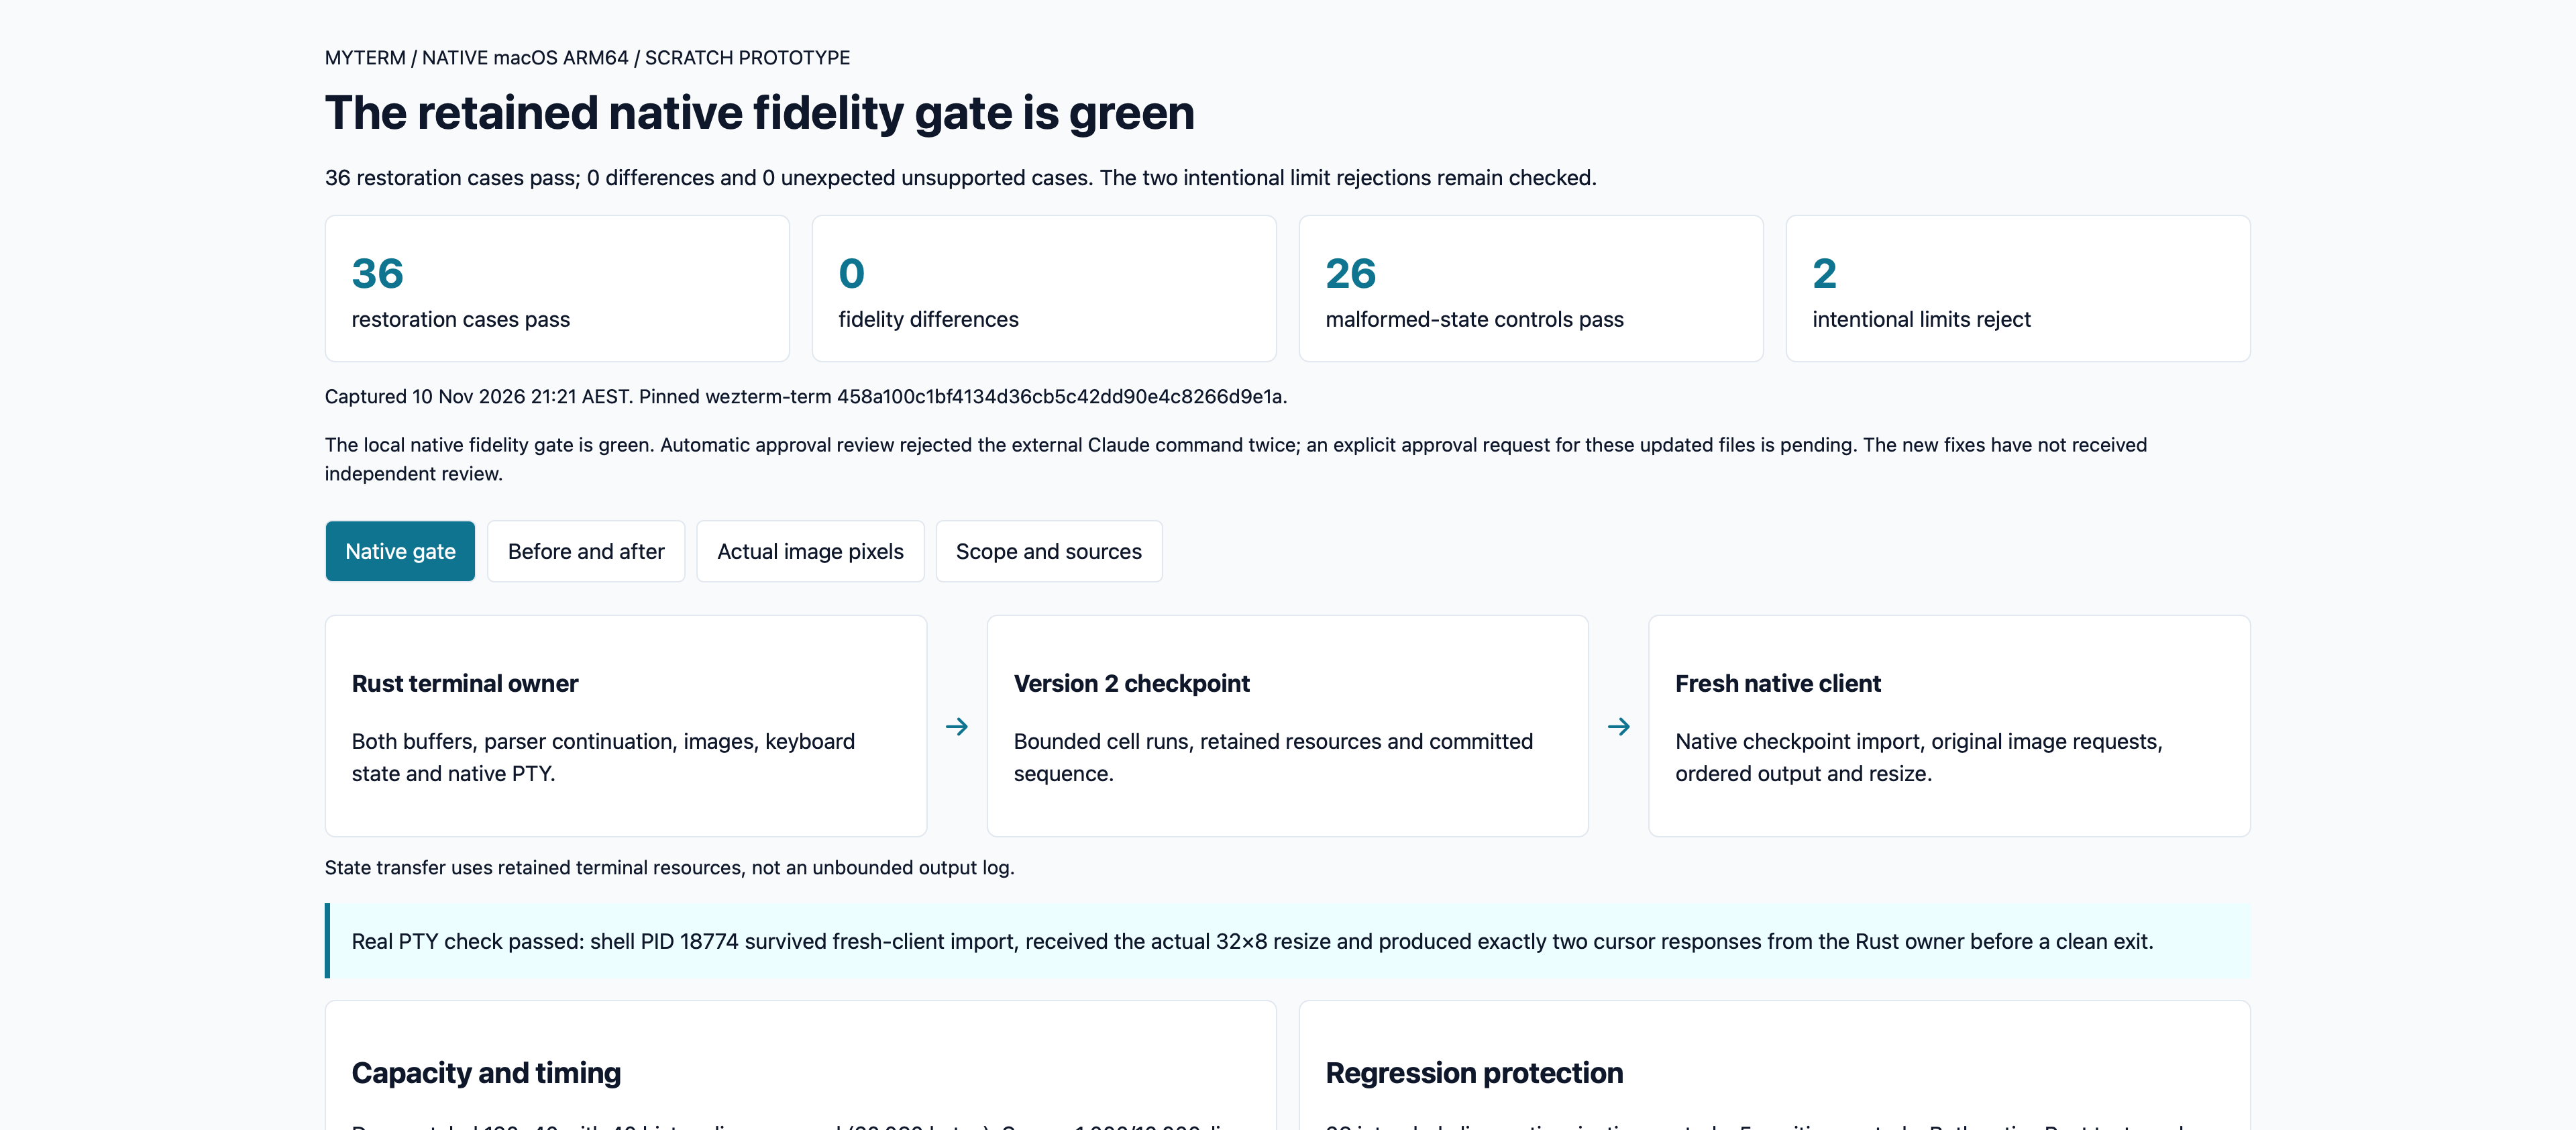 MYTERM / NATIVE macOS ARM64 / SCRATCH PROTOTYPE
The retained native fidelity gate is green
36 restoration cases pass; 0 differences and 0 unexpected unsupported cases. The two intentional limit rejections remain checked.
36
restoration cases pass
0
fidelity differences
26
malformed-state controls pass
2
intentional limits reject
Captured 10 Nov 2026 21:21 AEST. Pinned wezterm-term 458a100c1bf4134d36cb5c42dd90e4c8266d9e1a.
The local native fidelity gate is green. Automatic approval review rejected the external Claude command twice; an explicit approval request for these updated files is pending. The new fixes have not received
independent review.
Native gate
Before and after
Actual image pixels
Scope and sources
Rust terminal owner
Both buffers, parser continuation, images, keyboard
state and native PTY.
→
Version 2 checkpoint
Bounded cell runs, retained resources and committed
sequence.
→
Fresh native client
Native checkpoint import, original image requests,
ordered output and resize.
State transfer uses retained terminal resources, not an unbounded output log.
Real PTY check passed: shell PID 18774 survived fresh-client import, received the actual 32×8 resize and produced exactly two cursor responses from the Rust owner before a clean exit.
Capacity and timing
Regression protection